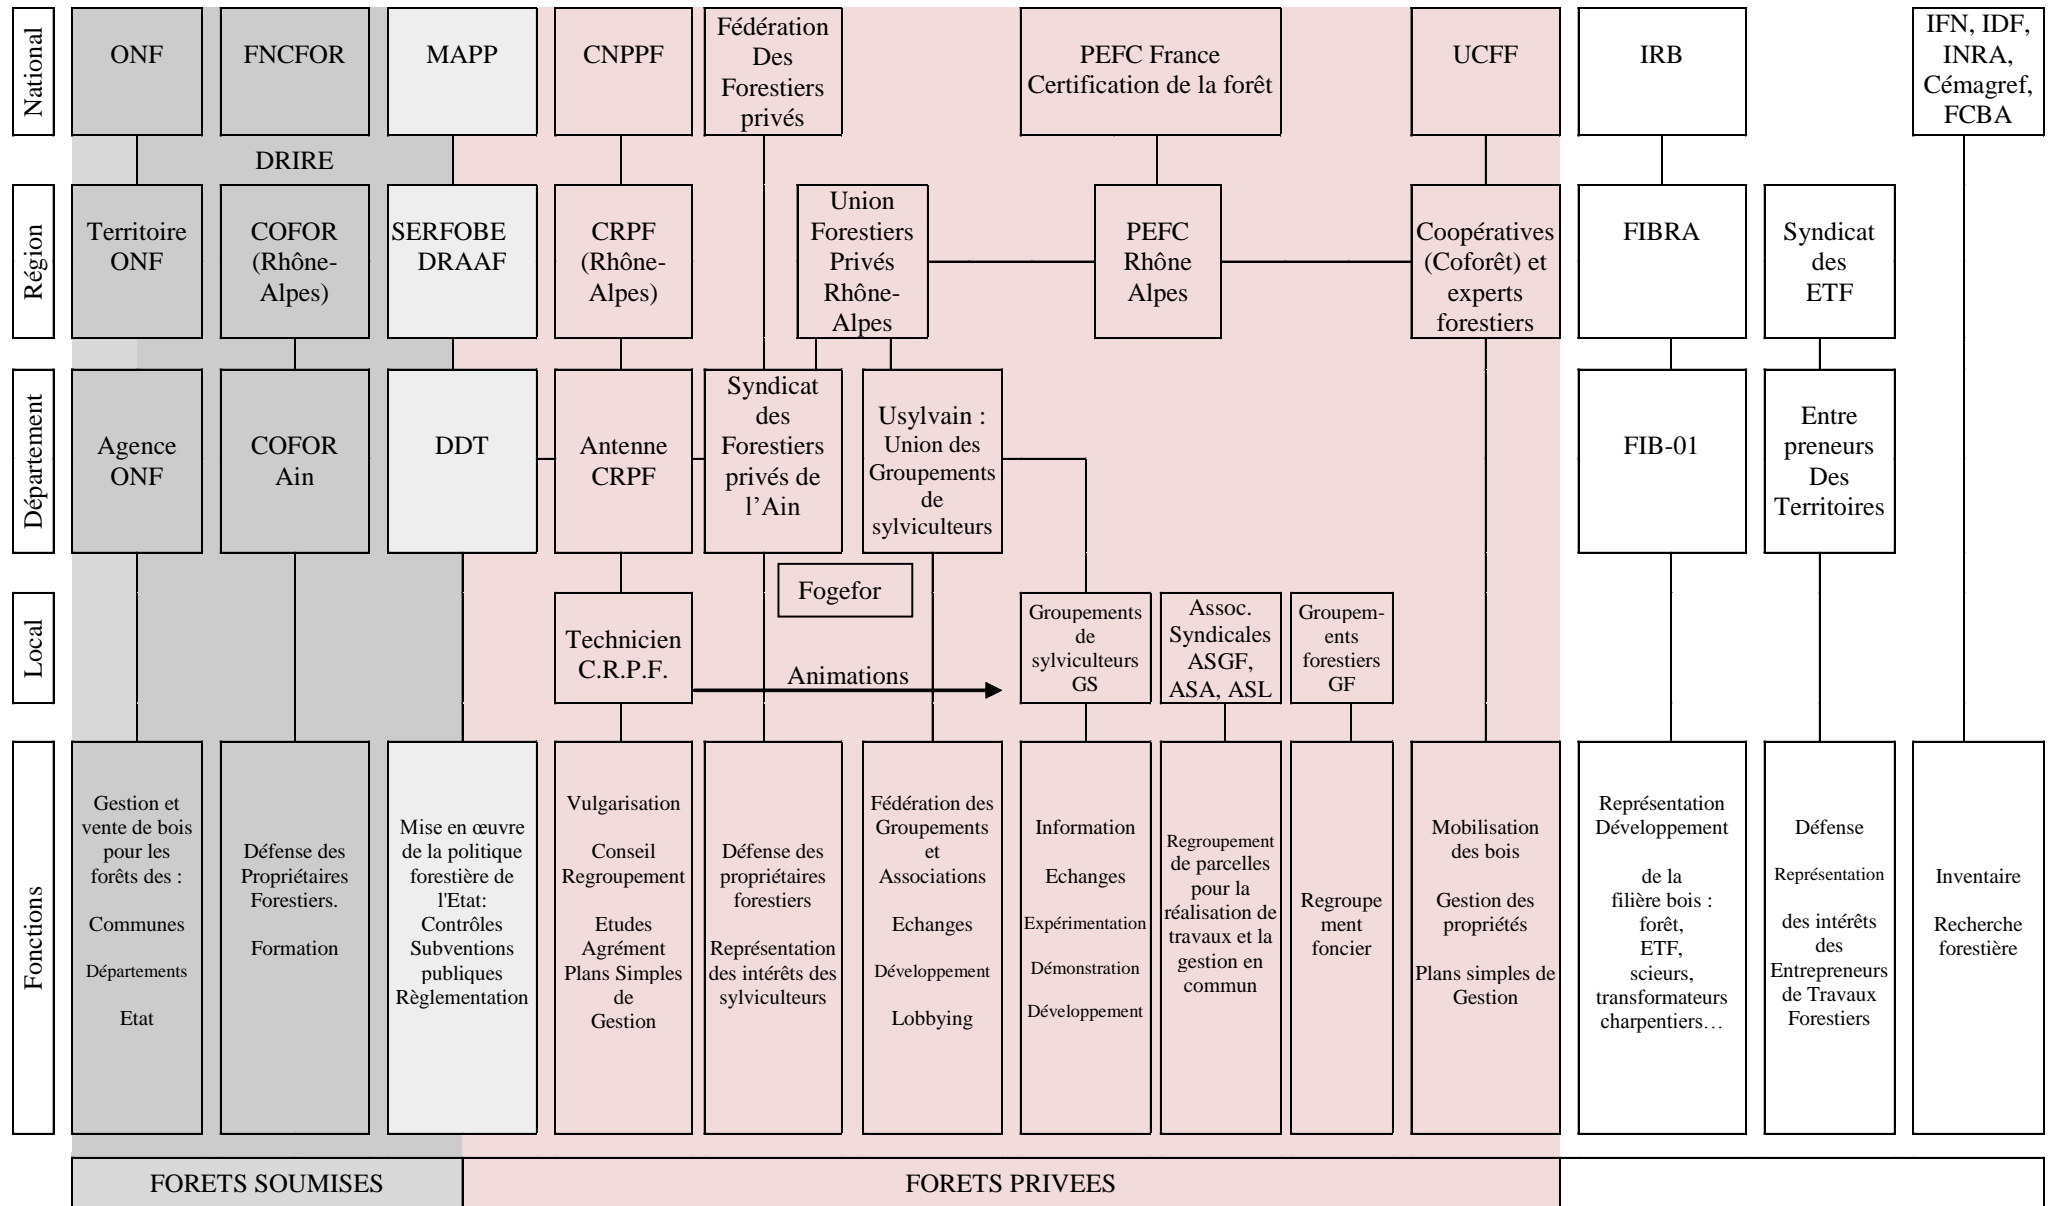 National
ONF
FNCFOR
MAPP
CNPPF
Fédération
Des
Forestiers
privés
PEFC France
Certification de la forêt
UCFF
IRB
IFN, IDF,
INRA,
Cémagref,
FCBA
DRIRE
Région
Territoire
ONF
COFOR
(Rhône-
Alpes)
SERFOBE
DRAAF
CRPF
(Rhône-
Alpes)
Union
Forestiers
Privés
Rhône-
Alpes
PEFC
Rhône
Alpes
Coopératives
(Coforêt) et
experts
forestiers
FIBRA
Syndicat
des
ETF
Département
Agence
ONF
COFOR
Ain
DDT
Antenne
CRPF
Syndicat
des
Forestiers
privés de
l’Ain
Usylvain :
Union des
Groupements
de
sylviculteurs
FIB-01
Entre
preneurs
Des
Territoires
Fogefor
Local
Technicien
C.R.P.F.
Animations
Groupements
de
sylviculteurs
GS
Assoc.
Syndicales
ASGF,
ASA, ASL
Groupem-
ents
forestiers
GF
Fonctions
Gestion et
vente de bois
pour les
forêts des :
Communes
Départements
Etat
Défense des
Propriétaires
Forestiers.
Formation
Mise en œuvre
de la politique
forestière de
l'Etat:
Contrôles
Subventions
publiques
Règlementation
Vulgarisation
Conseil
Regroupement
Etudes
Agrément
Plans Simples
de
Gestion
Défense des
propriétaires
forestiers
Représentation
des intérêts des
sylviculteurs
Fédération des
Groupements
et
Associations
Echanges
Développement
Lobbying
Information
Echanges
Expérimentation
Démonstration
Développement
Regroupement
de parcelles
pour la
réalisation de
travaux et la
gestion en
commun
Regroupe
ment
foncier
Mobilisation
des bois
Gestion des
propriétés
Plans simples de
Gestion
Représentation
Développement
de la
filière bois :
forêt,
ETF,
scieurs,
transformateurs
charpentiers…
Défense
Représentation
des intérêts
des
Entrepreneurs
de Travaux
Forestiers
Inventaire
Recherche
forestière
FORETS SOUMISES
FORETS PRIVEES